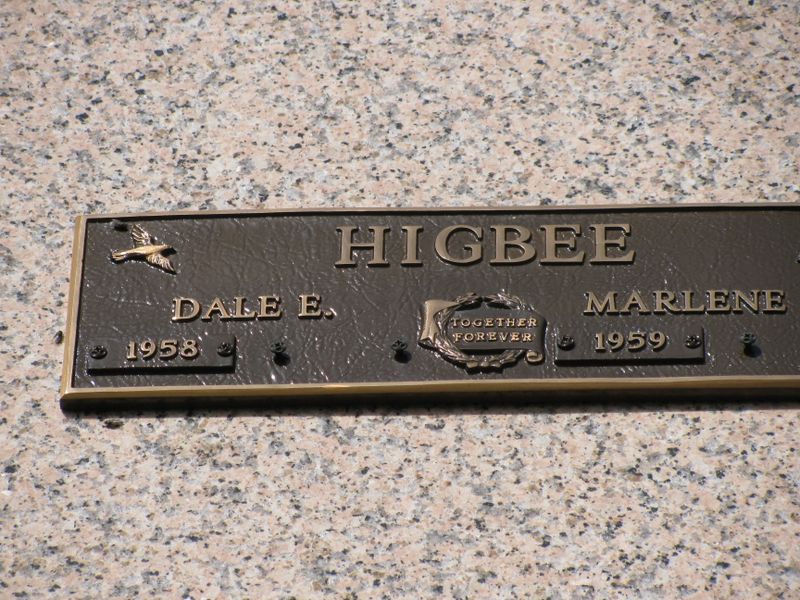 HIGBEE
DALE E.
MARLENE
1958
TOGETHER
FOREVER
1959